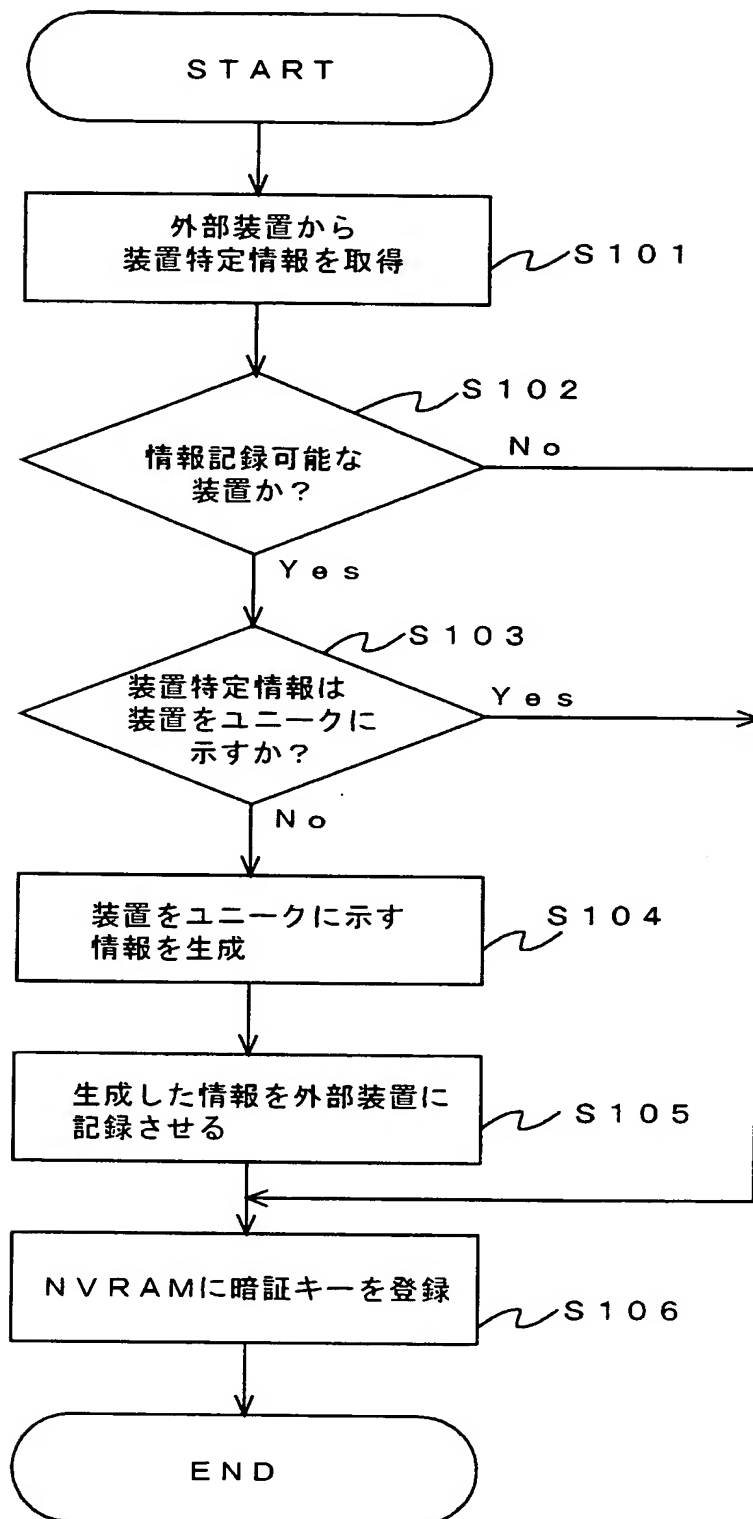 START
外部装置から
装置特定情報を取得
S101
S102
情報記録可能な
装置か？
No
Yes
S103
装置特定情報は
装置をユニークに
示すか？
Yes
No
装置をユニークに示す
情報を生成
S104
生成した情報を外部装置に
記録させる
S105
NVRAMに暗証キーを登録
S106
END